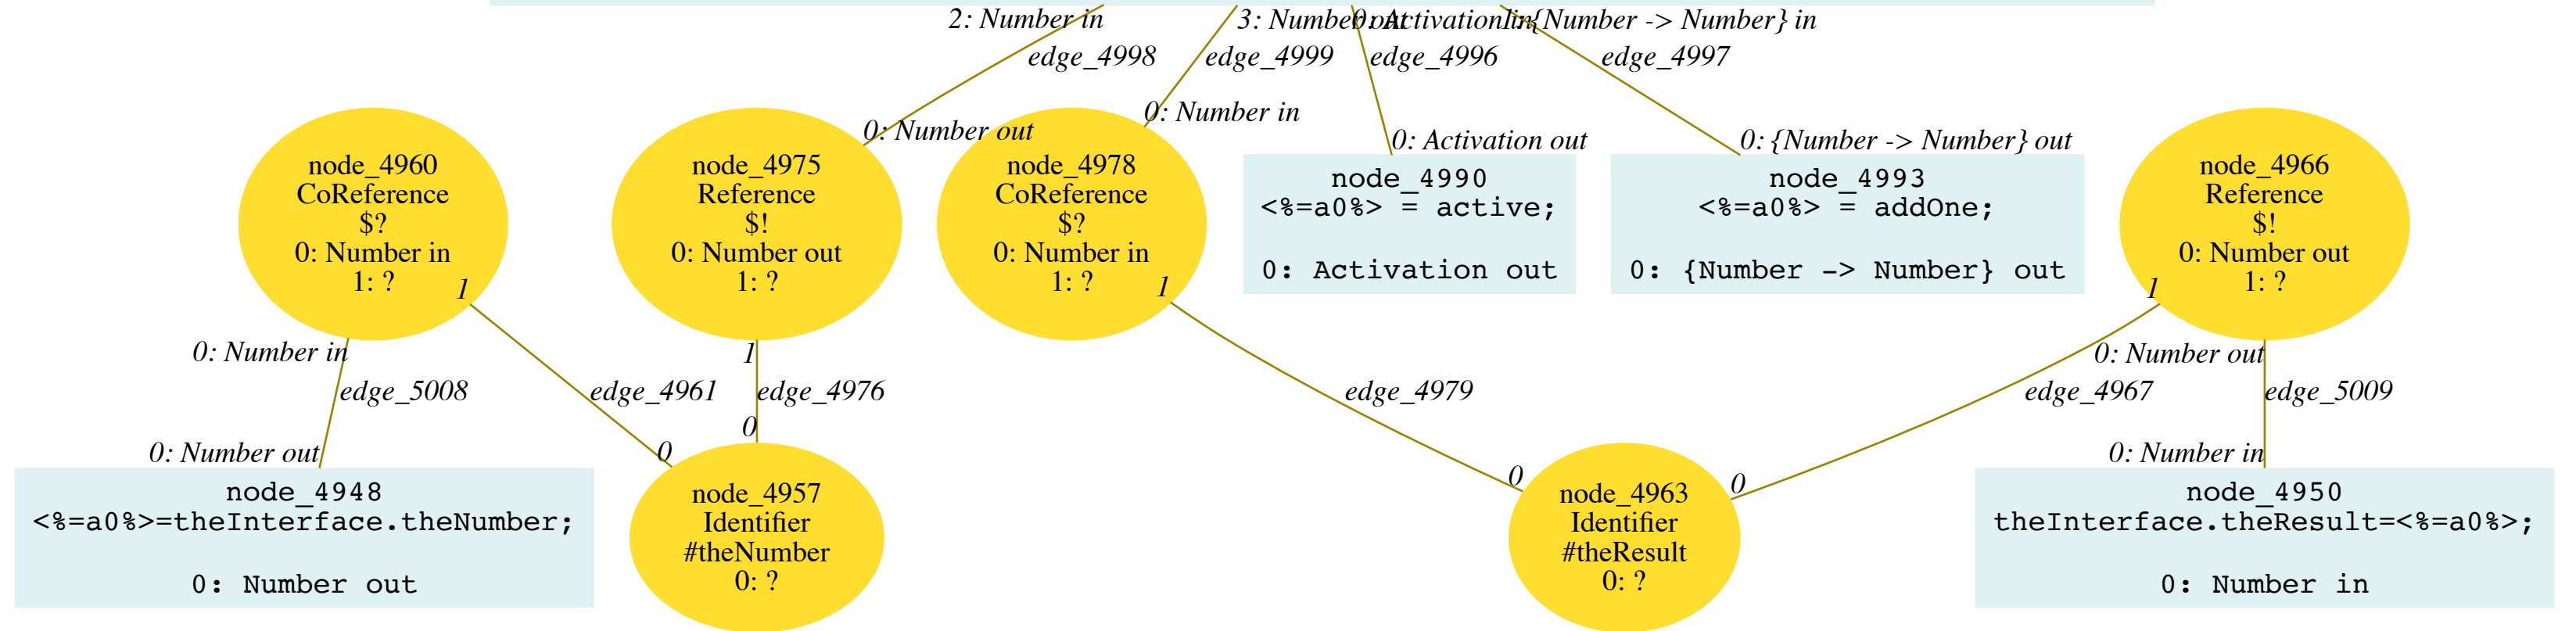 2: Number in
3: Number out
0: Activation in
1: {Number -> Number} in
edge_4998
edge_4999
edge_4996
edge_4997
0: Number out
0: Number in
0: Activation out
0: {Number -> Number} out
node_4960
CoReference
$?
0: Number in
1: ?
1
node_4975
Reference
$!
0: Number out
1: ?
node_4978
CoReference
$?
0: Number in
1: ?
1
node_4990
<%=a0%> = active;
0: Activation out
node_4993
<%=a0%> = addOne;
0: {Number -> Number} out
node_4966
Reference
$!
0: Number out
1: ?
1
0: Number in
1
0: Number out
edge_5008
edge_4961
edge_4976
edge_4979
edge_4967
edge_5009
0: Number out
0
0
0
0
0: Number in
node_4948
<%=a0%>=theInterface.theNumber;
0: Number out
node_4957
Identifier
#theNumber
0: ?
node_4963
Identifier
#theResult
0: ?
node_4950
theInterface.theResult=<%=a0%>;
0: Number in